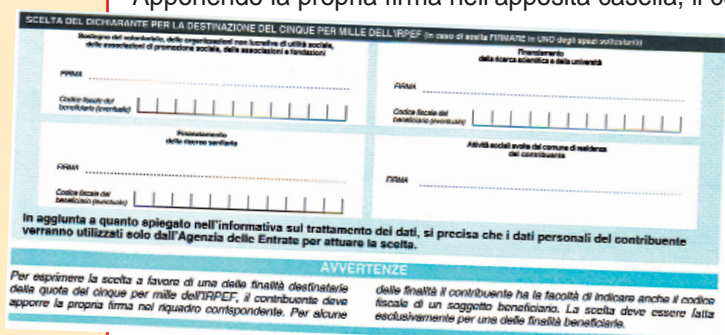 Apponendo la propria firma nell'apposita casella, il
SCELTA DEL DICHIARANTE PER LA DESTINAZIONE DEL CINQUE PER MILLE DELL'IRPEF (in caso di scelta FIRMARE in UNO degli spazi sottostanti)
Sostegno del volontariato, delle organizzazioni non lucrative di utilità sociale,
delle associazioni di promozione sociale, delle associazioni e fondazioni
FIRMA
Codice fiscale del
beneficiario (eventuale)
Finanziamento
della ricerca scientifica e della università
FIRMA
Codice fiscale del
beneficiario (eventuale)
Finanziamento
della ricerca sanitaria
FIRMA
Codice fiscale del
beneficiario (eventuale)
Attività sociali svolte dal comune di residenza
del contribuente
FIRMA
In aggiunta a quanto spiegato nell'informativa sul trattamento dei dati, si precisa che i dati personali del contribuente
verranno utilizzati solo dall'Agenzia delle Entrate per attuare la scelta.
AVVERTENZE
Per esprimere la scelta a favore di una delle finalità destinatarie
della quota del cinque per mille dell'IRPEF, il contribuente deve
apporre la propria firma nel riquadro corrispondente. Per alcune
delle finalità il contribuente ha la facoltà di indicare anche il codice
fiscale di un soggetto beneficiario. La scelta deve essere fatta
esclusivamente per una delle finalità beneficiarie.